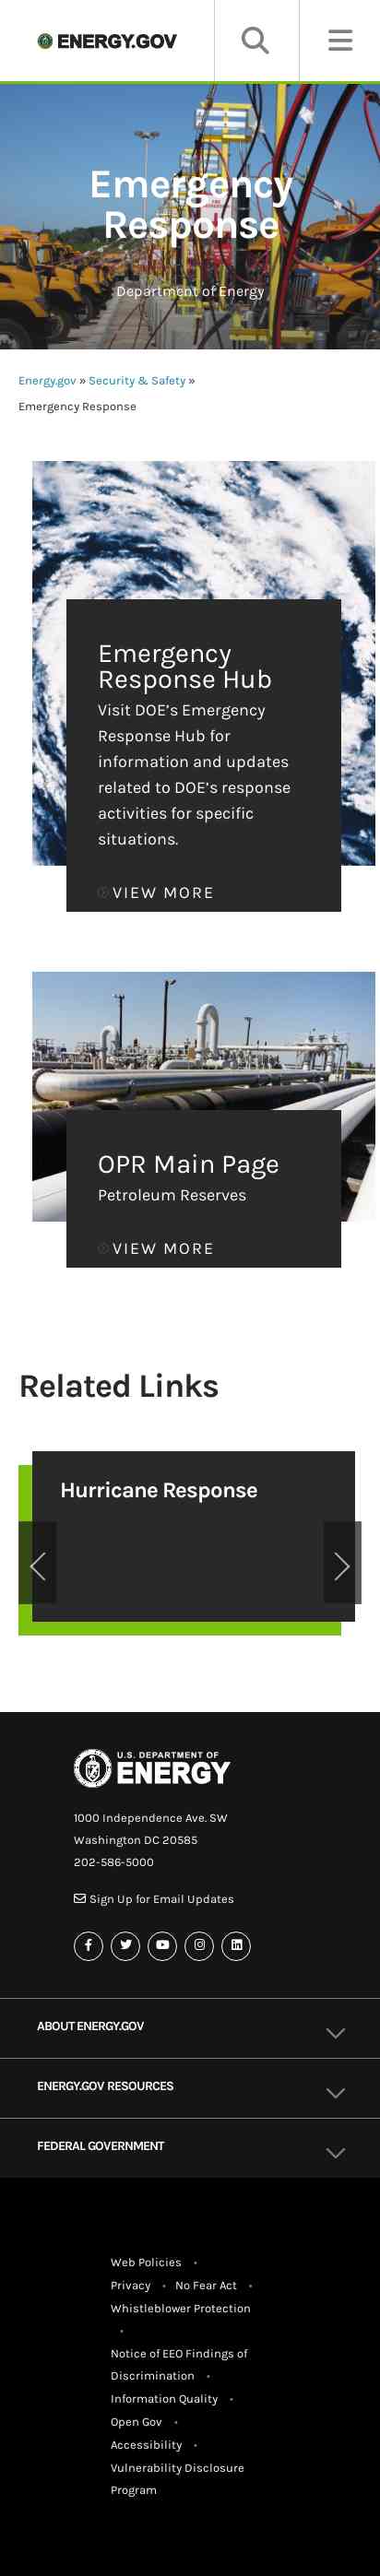 ENERGY.GOV
Emergency
Response
Department of Energy
Energy.gov » Security & Safety »
Emergency Response
Emergency
Response Hub
Visit DOE’s Emergency
Response Hub for
information and updates
related to DOE’s response
activities for specific
situations.
VIEW MORE
OPR Main Page
Petroleum Reserves
VIEW MORE
Related Links
Hurricane Response
U.S. DEPARTMENT OF
ENERGY
1000 Independence Ave. SW
Washington DC 20585
202-586-5000
Sign Up for Email Updates
ABOUT ENERGY.GOV
ENERGY.GOV RESOURCES
FEDERAL GOVERNMENT
Web Policies •
Privacy • No Fear Act •
Whistleblower Protection
•
Notice of EEO Findings of
Discrimination •
Information Quality •
Open Gov •
Accessibility •
Vulnerability Disclosure
Program